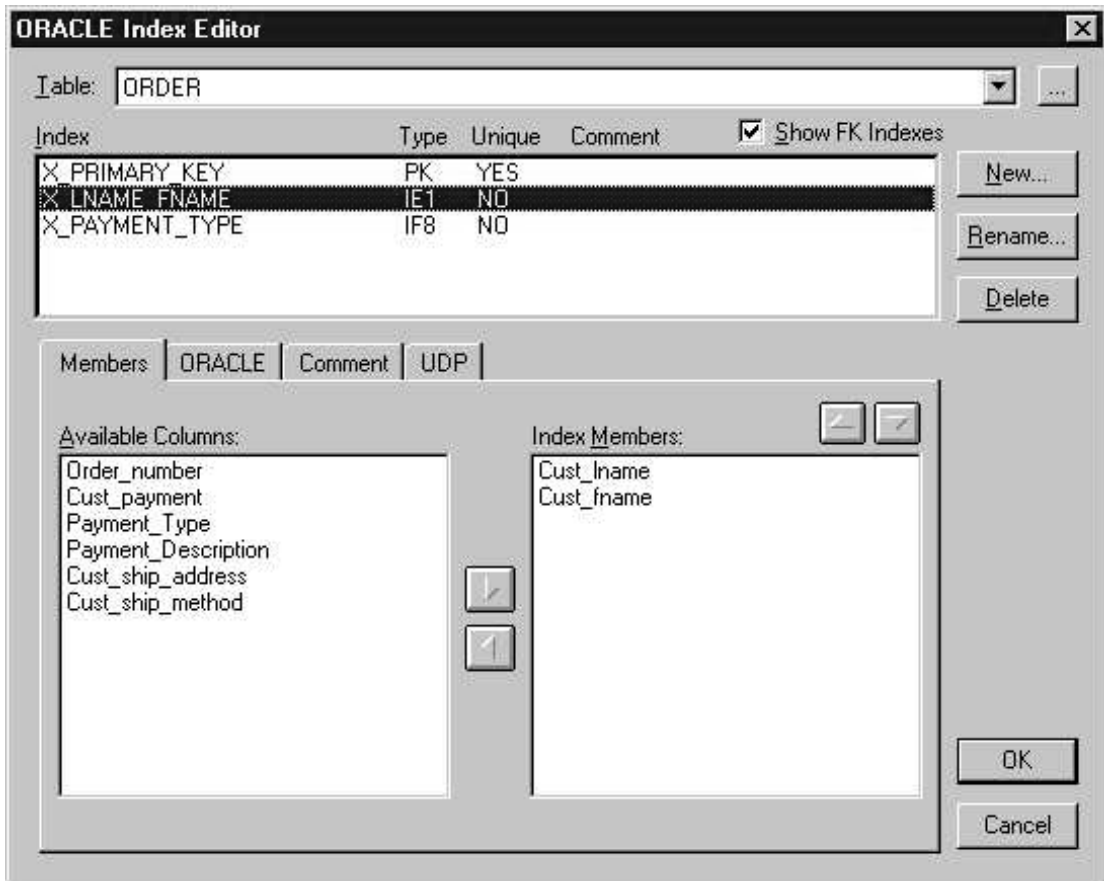 ORACLE Index Editor
Table: ORDER ...
Index Type Unique Comment Show FK Indexes
X_PRIMARY_KEY PK YES
X_LNAME_FNAME IE1 NO
X_PAYMENT_TYPE IF8 NO
New...
Rename...
Delete
Members ORACLE Comment UDP
Available Columns:
Order_number
Cust_payment
Payment_Type
Payment_Description
Cust_ship_address
Cust_ship_method
Index Members:
Cust_lname
Cust_fname
OK
Cancel